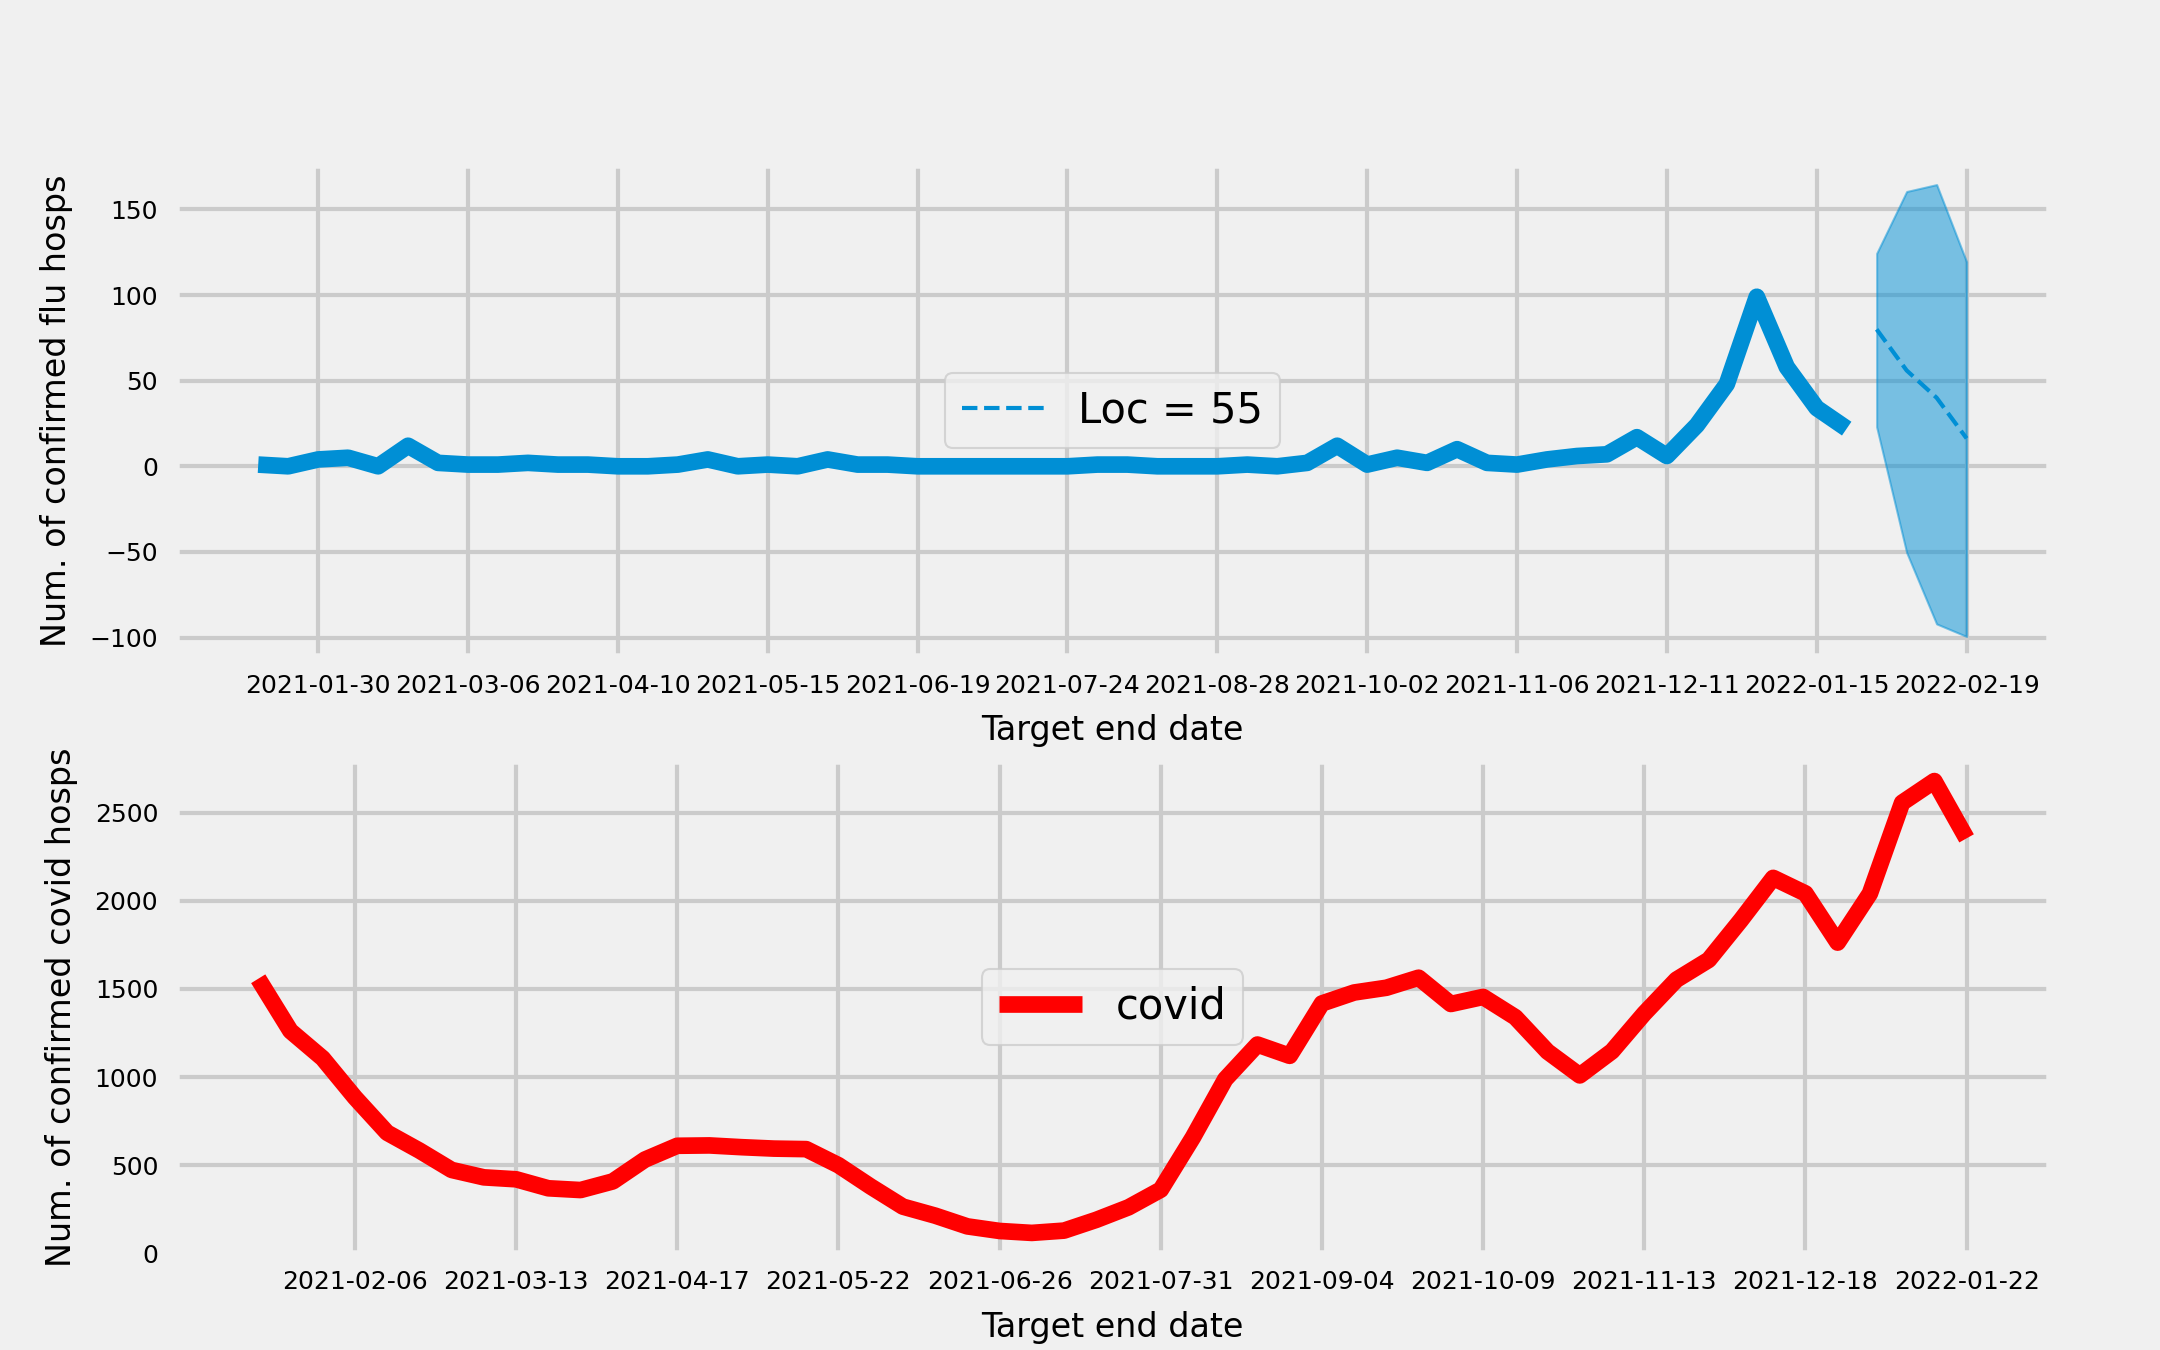 Num. of confirmed flu hosps
150
100
50
0
−50
−100
Loc = 55
2021-01-30 2021-03-06 2021-04-10 2021-05-15 2021-06-19 2021-07-24 2021-08-28 2021-10-02 2021-11-06 2021-12-11 2022-01-15 2022-02-19
Target end date
Num. of confirmed covid hosps
2500
2000
1500
1000
500
0
covid
2021-02-06 2021-03-13 2021-04-17 2021-05-22 2021-06-26 2021-07-31 2021-09-04 2021-10-09 2021-11-13 2021-12-18 2022-01-22
Target end date